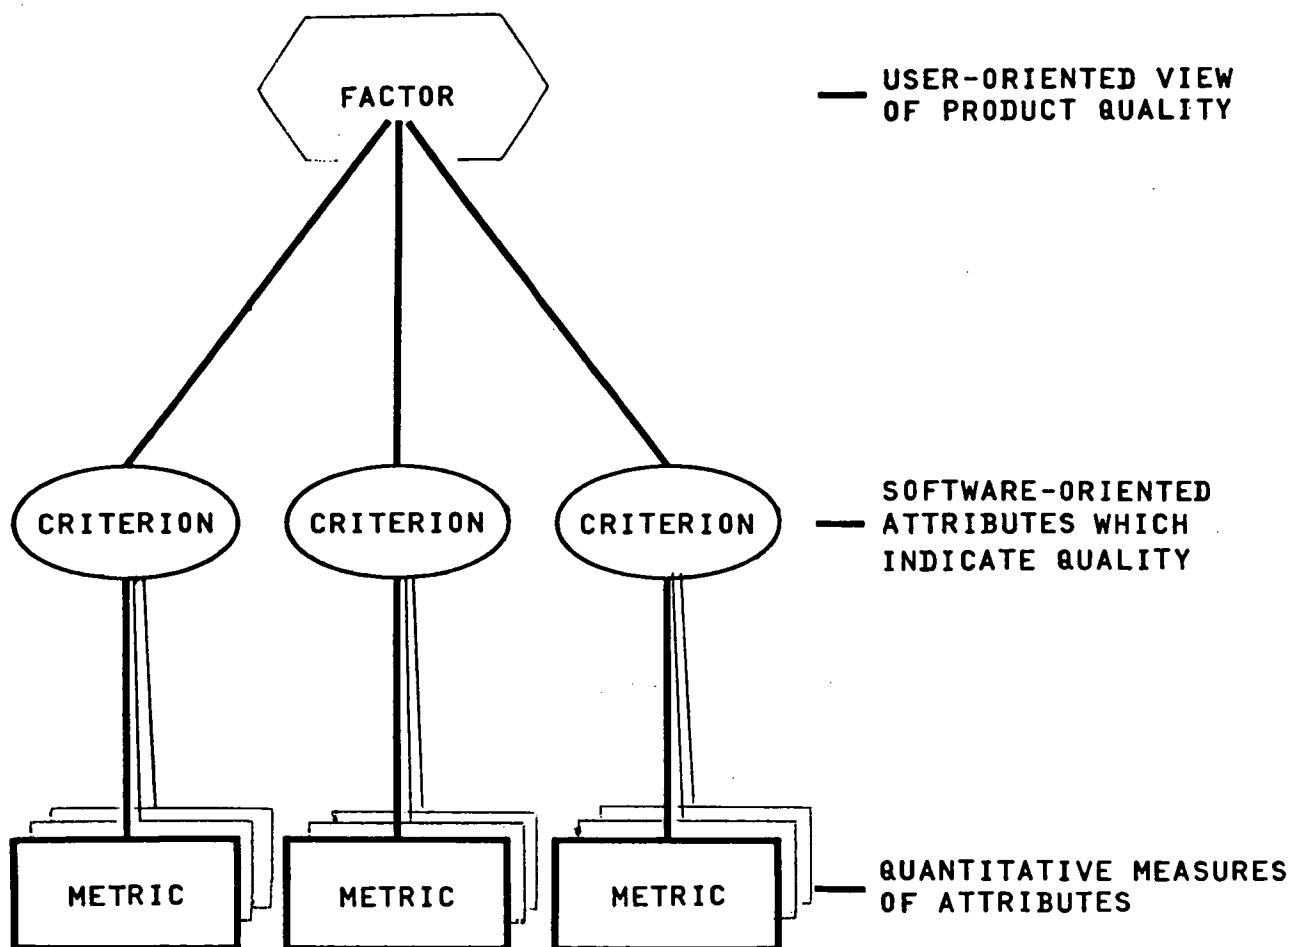 FACTOR
USER-ORIENTED VIEW
OF PRODUCT QUALITY
CRITERION
CRITERION
CRITERION
SOFTWARE-ORIENTED
ATTRIBUTES WHICH
INDICATE QUALITY
METRIC
METRIC
METRIC
QUANTITATIVE MEASURES
OF ATTRIBUTES